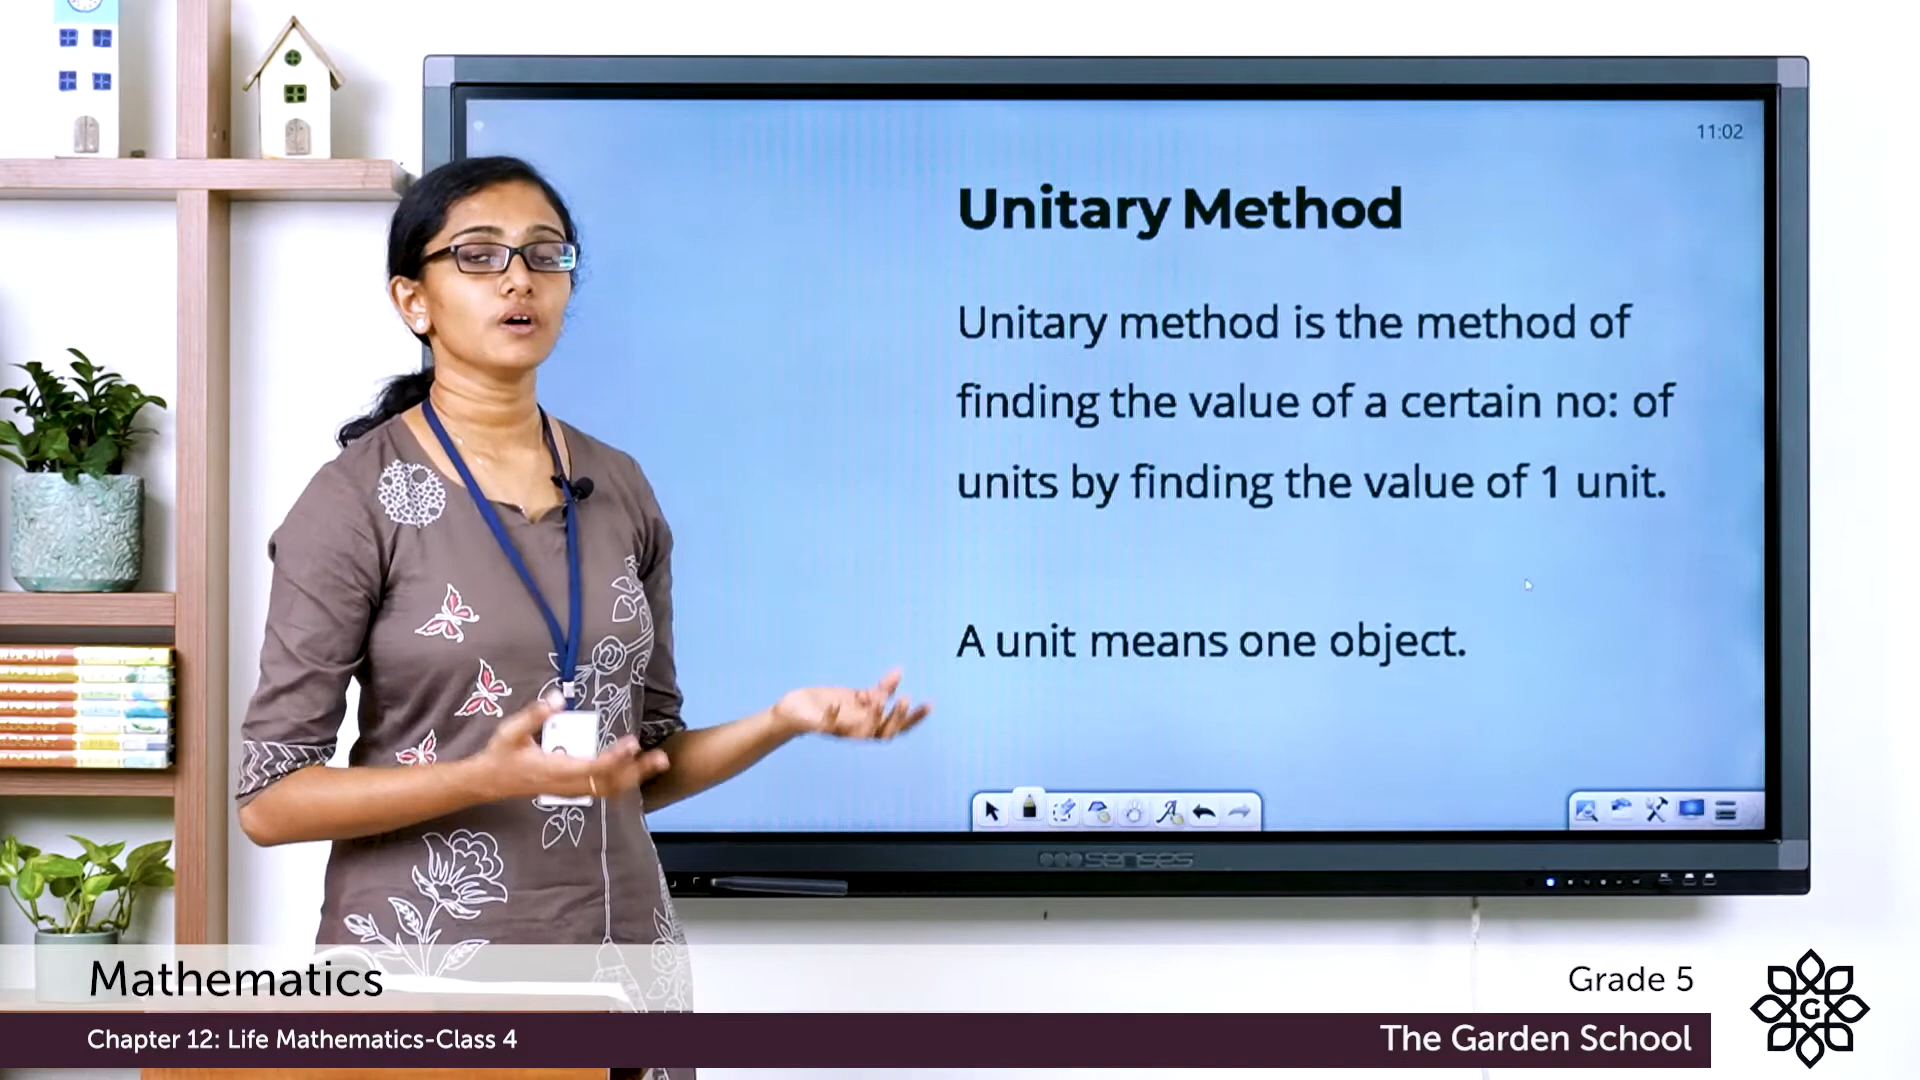 11:02
Unitary Method
Unitary method is the method of
finding the value of a certain no: of
units by finding the value of 1 unit.
A unit means one object.
senses
Mathematics
Grade 5
Chapter 12: Life Mathematics-Class 4
The Garden School
G